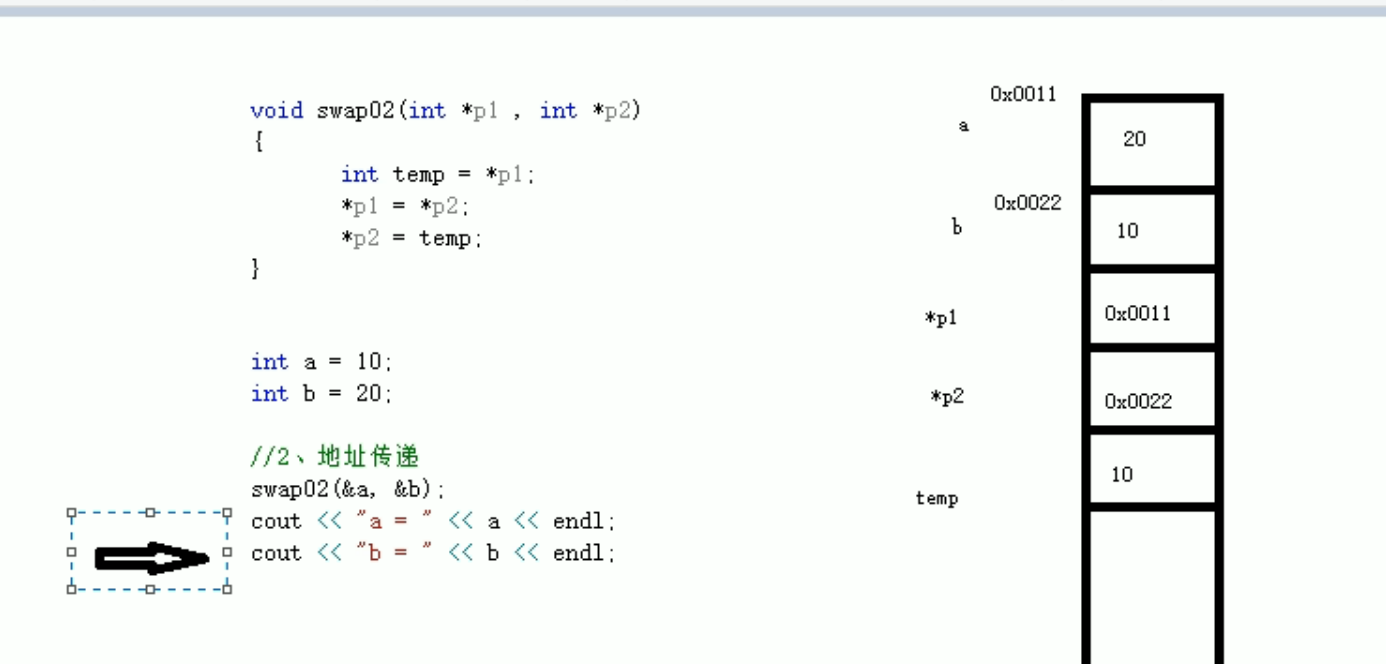 void swap02(int *p1 , int *p2)
{
int temp = *p1;
*p1 = *p2;
*p2 = temp;
}
int a = 10;
int b = 20;
//2、地址传递
swap02(&a, &b);
cout << "a = " << a << endl;
cout << "b = " << b << endl;
0x0011
a
20
0x0022
b
10
*p1
0x0011
*p2
0x0022
temp
10